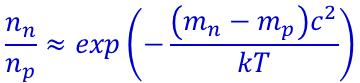 n_n/n_p ≈ exp(−(m_n − m_p)c²/kT)